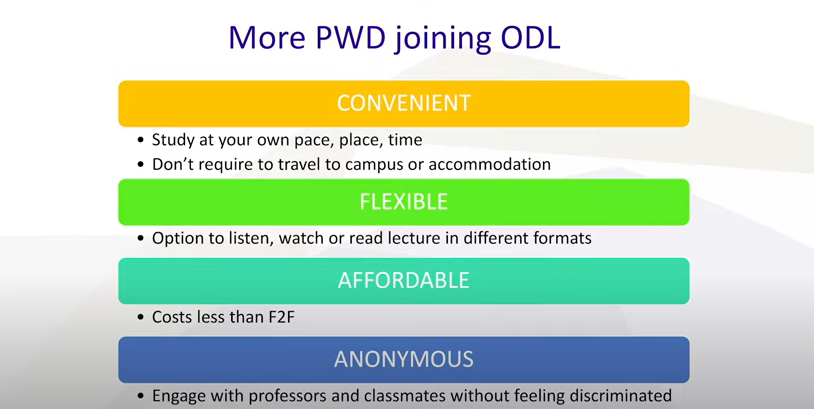 More PWD joining ODL
CONVENIENT
• Study at your own pace, place, time
• Don’t require to travel to campus or accommodation
FLEXIBLE
• Option to listen, watch or read lecture in different formats
AFFORDABLE
• Costs less than F2F
ANONYMOUS
• Engage with professors and classmates without feeling discriminated